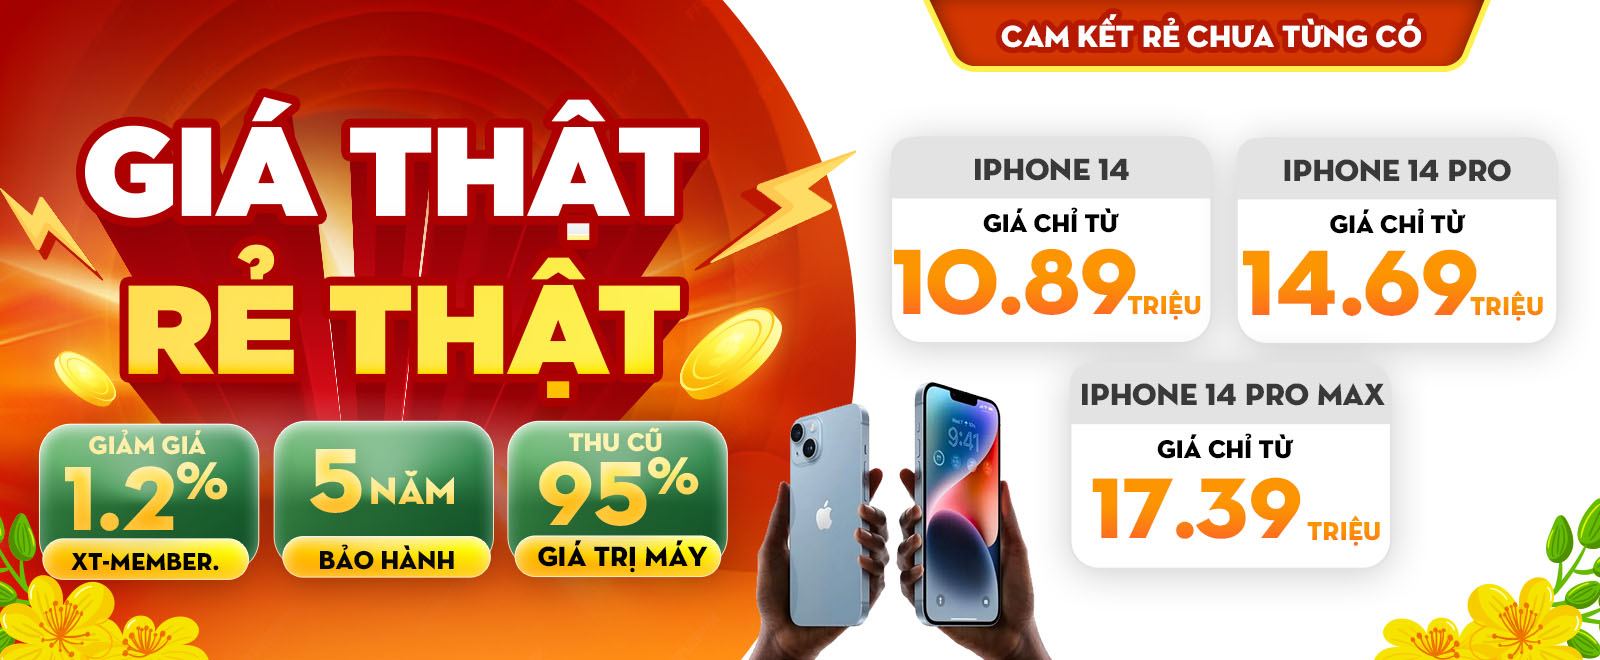 GIÁ THẬT
RẺ THẬT
GIẢM GIÁ
1.2%
XT-MEMBER.
5 NĂM
BẢO HÀNH
THU CŨ
95%
GIÁ TRỊ MÁY
CAM KẾT RẺ CHƯA TỪNG CÓ
IPHONE 14
GIÁ CHỈ TỪ
10.89 TRIỆU
IPHONE 14 PRO
GIÁ CHỈ TỪ
14.69 TRIỆU
IPHONE 14 PRO MAX
GIÁ CHỈ TỪ
17.39 TRIỆU
9:41